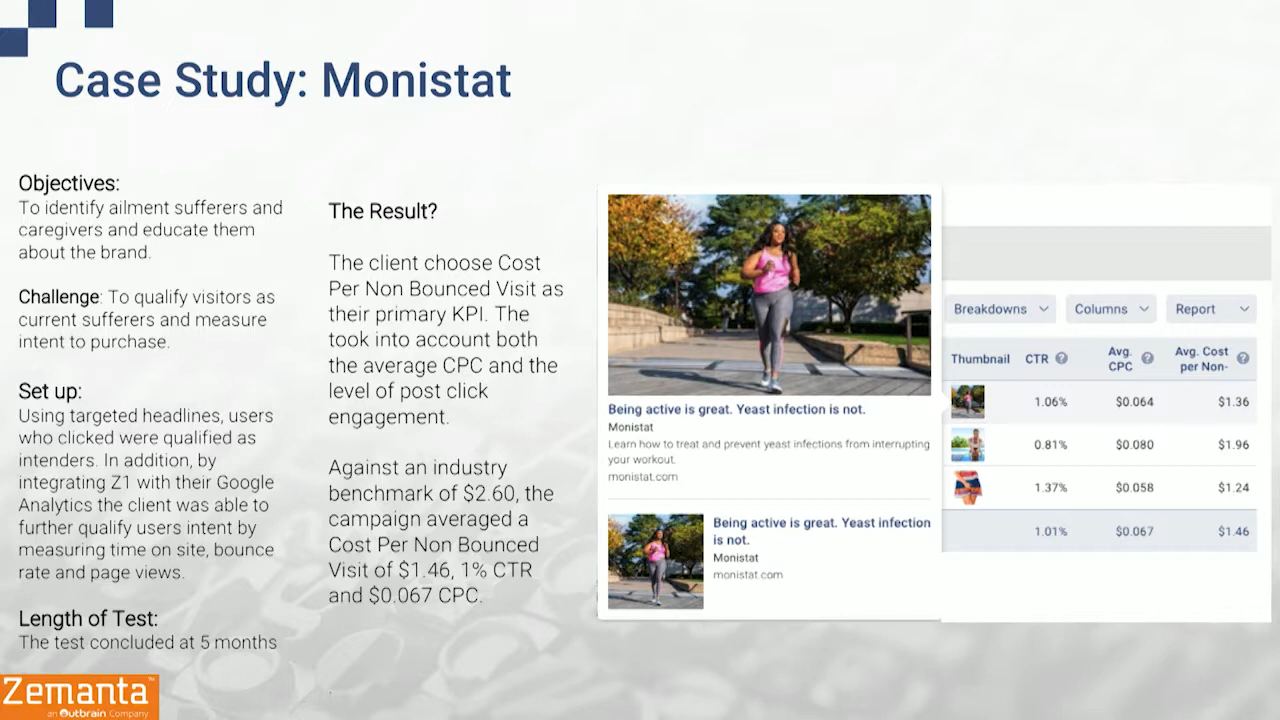 Case Study: Monistat
Objectives:
To identify ailment sufferers and
caregivers and educate them
about the brand.
Challenge: To qualify visitors as
current sufferers and measure
intent to purchase.
Set up:
Using targeted headlines, users
who clicked were qualified as
intenders. In addition, by
integrating Z1 with their Google
Analytics the client was able to
further qualify users intent by
measuring time on site, bounce
rate and page views.
Length of Test:
The test concluded at 5 months
The Result?
The client choose Cost
Per Non Bounced Visit as
their primary KPI. The
took into account both
the average CPC and the
level of post click
engagement.
Against an industry
benchmark of $2.60, the
campaign averaged a
Cost Per Non Bounced
Visit of $1.46, 1% CTR
and $0.067 CPC.
Being active is great. Yeast infection is not.
Monistat
Learn how to treat and prevent yeast infections from interrupting
your workout.
monistat.com
Being active is great. Yeast infection
is not.
Monistat
monistat.com
Breakdowns Columns Report
Thumbnail CTR ? Avg. CPC ? Avg. Cost per Non- ?
1.06% $0.064 $1.36
0.81% $0.080 $1.96
1.37% $0.058 $1.24
1.01% $0.067 $1.46
Zemanta™
an Outbrain Company